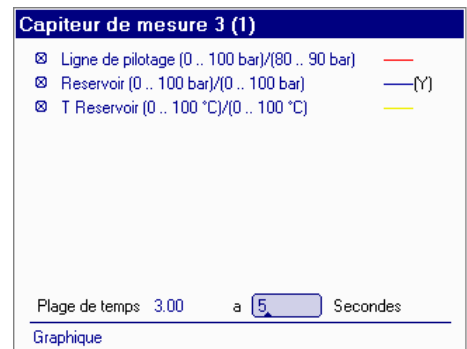 Capiteur de mesure 3 (1)
Ligne de pilotage (0 .. 100 bar)/(80 .. 90 bar)
Reservoir (0 .. 100 bar)/(0 .. 100 bar) (Y)
T Reservoir (0 .. 100 °C)/(0 .. 100 °C)
Plage de temps 3.00 a 5 Secondes
Graphique